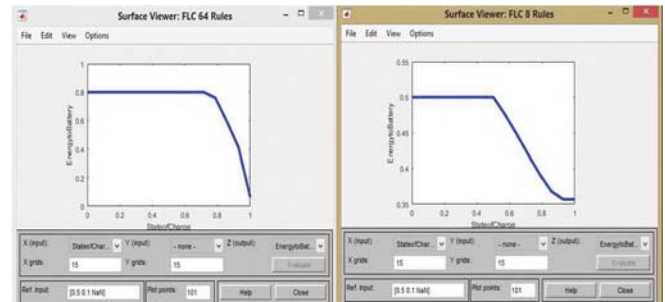 Surface Viewer: FLC 64 Rules
File Edit View Options
1
0.8
0.6
0.4
0.2
0
EnergytoBattery
0 0.2 0.4 0.6 0.8 1
StateofCharge
X (input): StateofChar... Y (input): - none - Z (output): EnergytoBat...
X grids: 15 Y grids: 15 Evaluate
Ref. input: [0.5 0.1 NaN] Plot points: 101 Help Close
Surface Viewer: FLC 8 Rules
File Edit View Options
0.55
0.5
0.45
0.4
0.35
EnergytoBattery
0 0.2 0.4 0.6 0.8 1
StateofCharge
X (input): StateofChar... Y (input): - none - Z (output): EnergytoBat...
X grids: 15 Y grids: 15 Evaluate
Ref. input: [0.5 0.1 NaN] Plot points: 101 Help Close